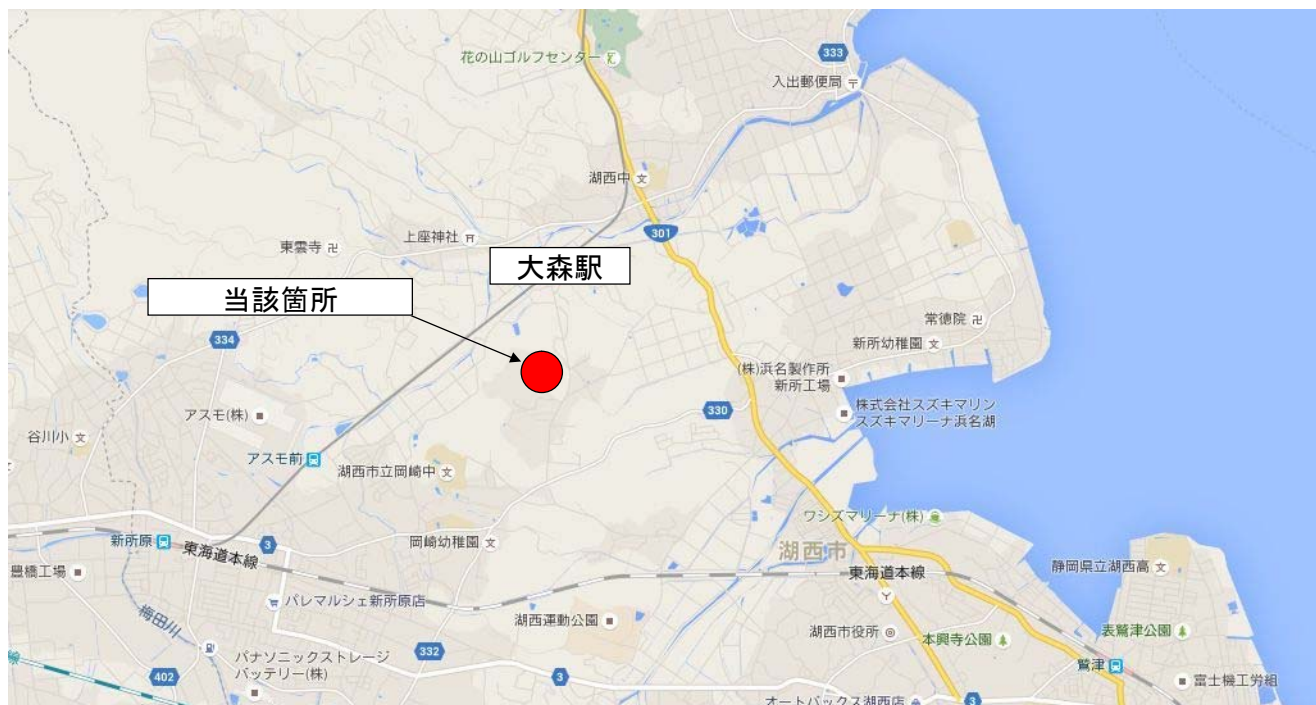 花の山ゴルフセンター
333
入出郵便局
湖西中
文
上座神社
301
東雲寺
大森駅
当該箇所
常徳院
新所幼稚園
文
334
(株)浜名製作所
新所工場
アスモ(株)
330
株式会社スズキマリン
スズキマリーナ浜名湖
谷川小
文
アスモ前
湖西市立岡崎中
文
ワシズマリーナ(株)
新所原
東海道本線
3
岡崎幼稚園
文
湖西市
豊橋工場
東海道本線
静岡県立湖西高
文
パレマルシェ新所原店
梅田川
湖西運動公園
湖西市役所
本興寺公園
表鷲津公園
332
パナソニックストレージ
バッテリー(株)
402
3
鷲津
富士機工労組
オートバックス湖西店
3